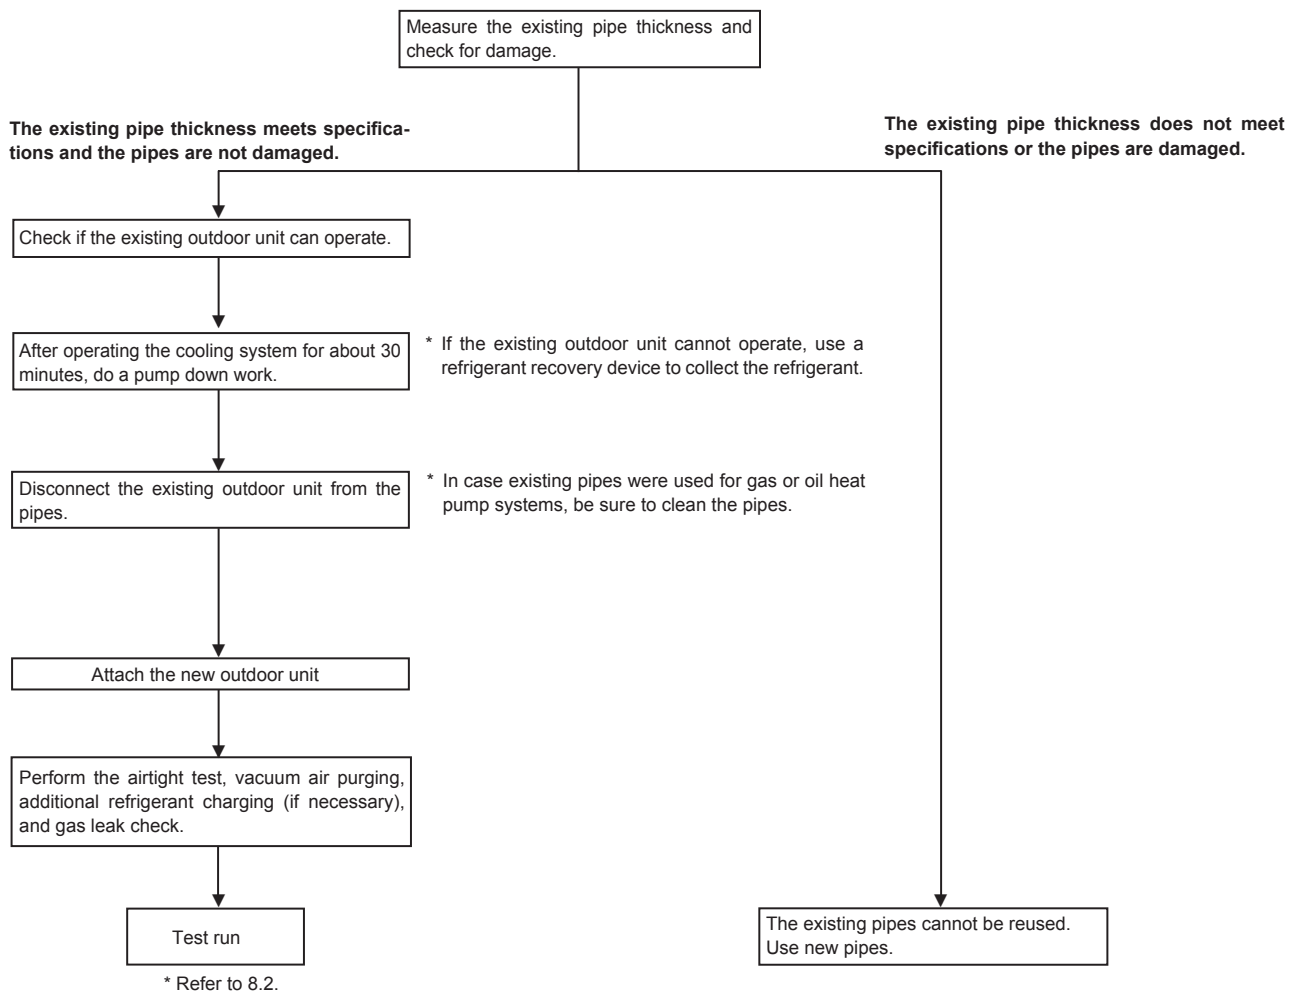 Measure the existing pipe thickness and
check for damage.
The existing pipe thickness meets specifica-
tions and the pipes are not damaged.
The existing pipe thickness does not meet
specifications or the pipes are damaged.
Check if the existing outdoor unit can operate.
After operating the cooling system for about 30
minutes, do a pump down work.
* If the existing outdoor unit cannot operate, use a
refrigerant recovery device to collect the refrigerant.
Disconnect the existing outdoor unit from the
pipes.
* In case existing pipes were used for gas or oil heat
pump systems, be sure to clean the pipes.
Attach the new outdoor unit
Perform the airtight test, vacuum air purging,
additional refrigerant charging (if necessary),
and gas leak check.
Test run
* Refer to 8.2.
The existing pipes cannot be reused.
Use new pipes.